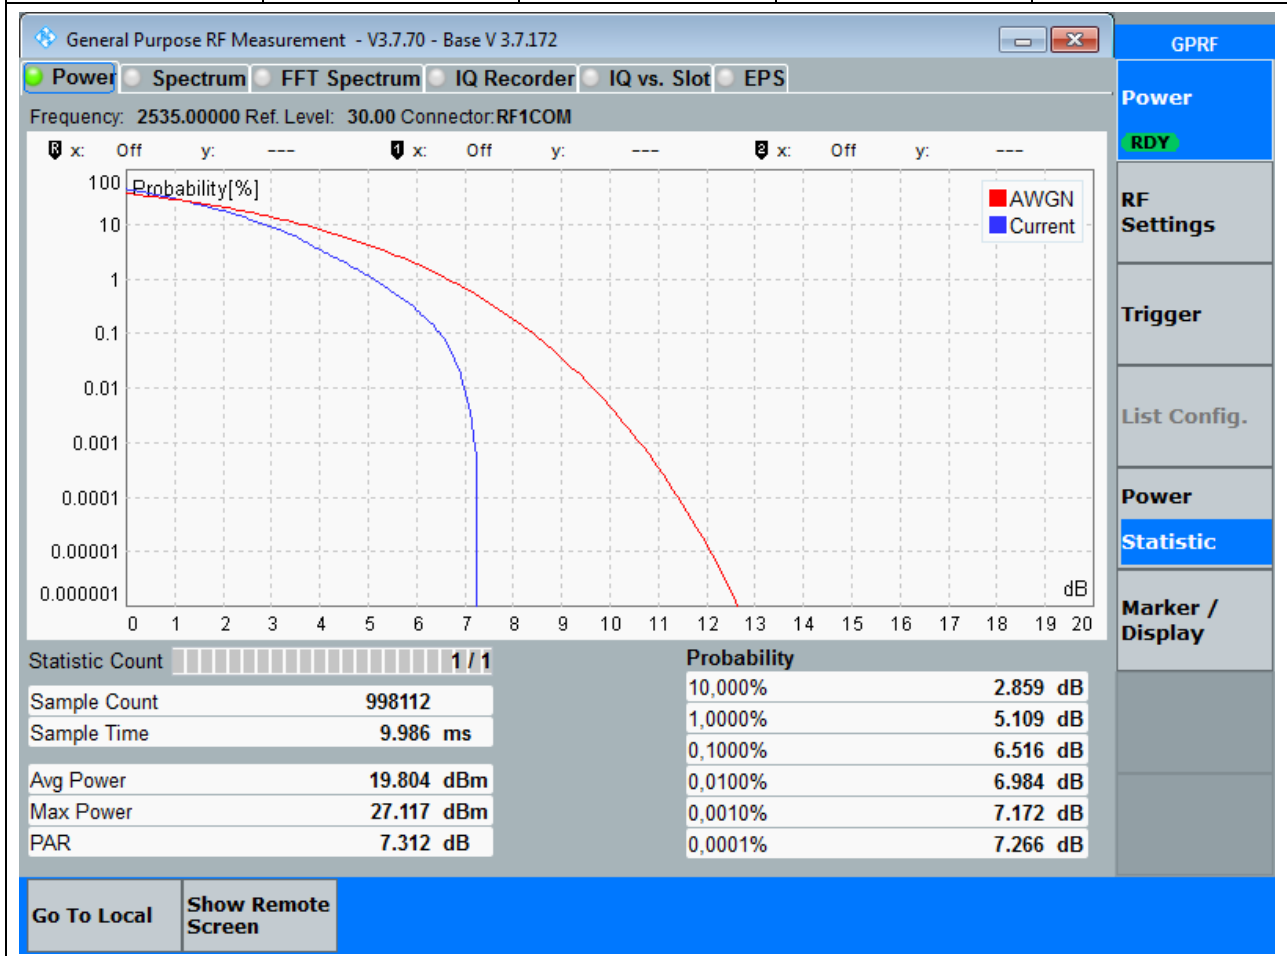 General Purpose RF Measurement - V3.7.70 - Base V 3.7.172
GPRF
Power Spectrum FFT Spectrum IQ Recorder IQ vs. Slot EPS
Frequency: 2535.00000 Ref. Level: 30.00 Connector:RF1COM
R x: Off y: --- 1 x: Off y: --- 2 x: Off y: ---
Probability[%]
AWGN
Current
100
10
1
0.1
0.01
0.001
0.0001
0.00001
0.000001
dB
0 1 2 3 4 5 6 7 8 9 10 11 12 13 14 15 16 17 18 19 20
Statistic Count 1 / 1
Sample Count 998112
Sample Time 9.986 ms
Avg Power 19.804 dBm
Max Power 27.117 dBm
PAR 7.312 dB
Probability
10,000% 2.859 dB
1,0000% 5.109 dB
0,1000% 6.516 dB
0,0100% 6.984 dB
0,0010% 7.172 dB
0,0001% 7.266 dB
Power
RDY
RF
Settings
Trigger
List Config.
Power
Statistic
Marker /
Display
Go To Local
Show Remote
Screen